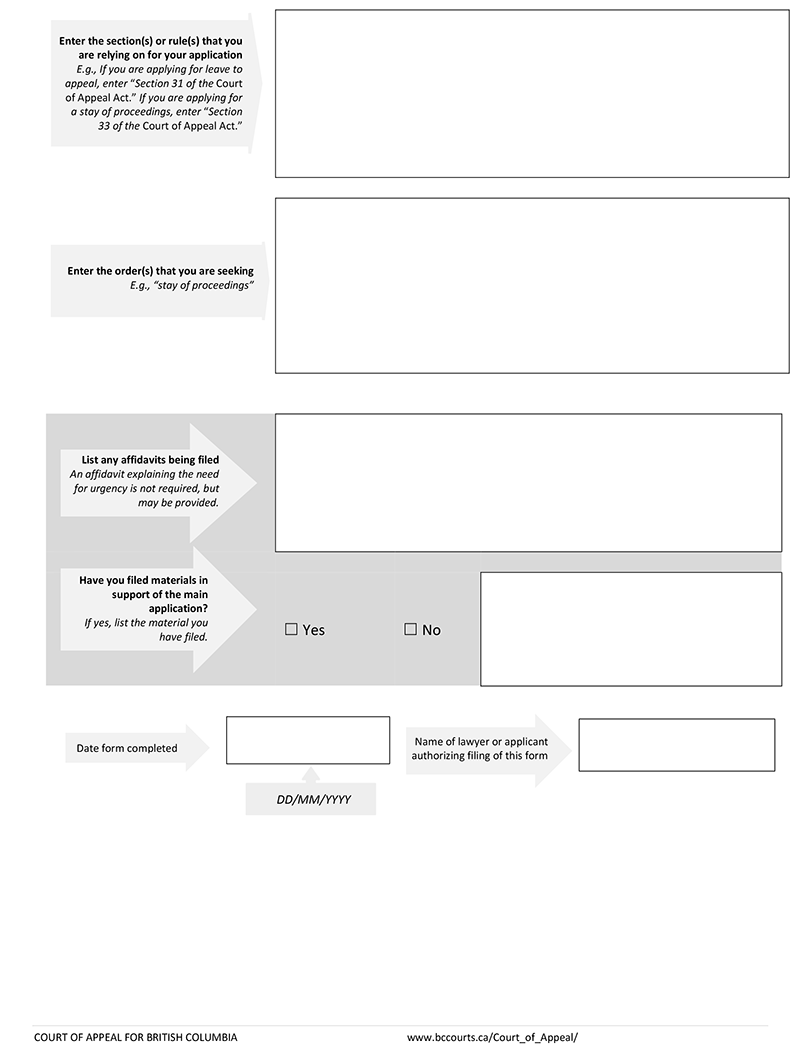 Enter the section(s) or rule(s) that you
are relying on for your application
E.g., If you are applying for leave to
appeal, enter “Section 31 of the Court
of Appeal Act.” If you are applying for
a stay of proceedings, enter “Section
33 of the Court of Appeal Act.”
Enter the order(s) that you are seeking
E.g., “stay of proceedings”
List any affidavits being filed
An affidavit explaining the need
for urgency is not required, but
may be provided.
Have you filed materials in
support of the main
application?
If yes, list the material you
have filed.
☐ Yes
☐ No
Date form completed
DD/MM/YYYY
Name of lawyer or applicant
authorizing filing of this form
COURT OF APPEAL FOR BRITISH COLUMBIA
www.bccourts.ca/Court_of_Appeal/